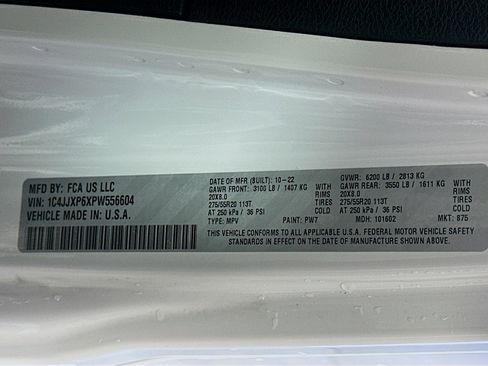 MFD BY: FCA US LLC
VIN: 1C4JJXP6XPW556604
VEHICLE MADE IN: U.S.A.
DATE OF MFR (BUILT): 10-22 GVWR: 6200 LB / 2813 KG
GAWR FRONT: 3100 LB / 1407 KG WITH GAWR REAR: 3550 LB / 1611 KG WITH
20X8.0 RIMS 20X8.0 RIMS
275/55R20 113T TIRES 275/55R20 113T TIRES
AT 250 kPa / 36 PSI COLD AT 250 kPa / 36 PSI COLD
TYPE: MPV PAINT: PW7 MDH: 101602 MKT: 875
THIS VEHICLE CONFORMS TO ALL APPLICABLE U.S.A. FEDERAL MOTOR VEHICLE SAFETY
STANDARDS IN EFFECT ON THE DATE OF MANUFACTURE SHOWN ABOVE.